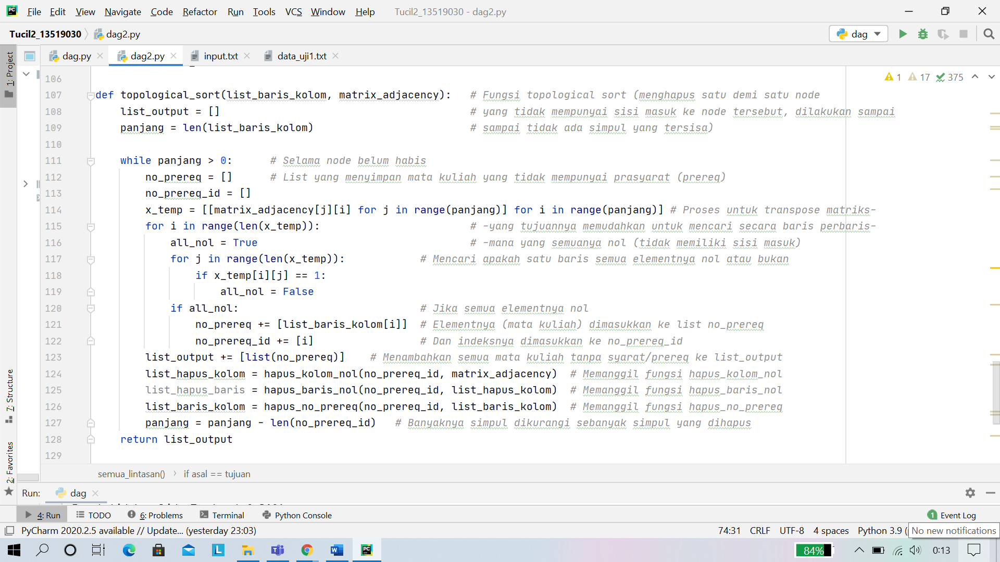 File Edit View Navigate Code Refactor Run Tools VCS Window Help Tucil2_13519030 - dag2.py
Tucil2_13519030 dag2.py dag
dag.py dag2.py input.txt data_uji1.txt
1: Project
1 17 375
106
107 def topological_sort(list_baris_kolom, matrix_adjacency):   # Fungsi topological sort (menghapus satu demi satu node
108     list_output = []                                        # yang tidak mempunyai sisi masuk ke node tersebut, dilakukan sampai
109     panjang = len(list_baris_kolom)                         # sampai tidak ada simpul yang tersisa)
110
111     while panjang > 0:      # Selama node belum habis
112         no_prereq = []      # List yang menyimpan mata kuliah yang tidak mempunyai prasyarat (prereq)
113         no_prereq_id = []
114         x_temp = [[matrix_adjacency[j][i] for j in range(panjang)] for i in range(panjang)] # Proses untuk transpose matriks-
115         for i in range(len(x_temp)):                        # -yang tujuannya memudahkan untuk mencari secara baris perbaris-
116             all_nol = True                                  # -mana yang semuanya nol (tidak memiliki sisi masuk)
117             for j in range(len(x_temp)):            # Mencari apakah satu baris semua elementnya nol atau bukan
118                 if x_temp[i][j] == 1:
119                     all_nol = False
120             if all_nol:                             # Jika semua elementnya nol
121                 no_prereq += [list_baris_kolom[i]]  # Elementnya (mata kuliah) dimasukkan ke list no_prereq
122                 no_prereq_id += [i]                 # Dan indeksnya dimasukkan ke no_prereq_id
123         list_output += [list(no_prereq)]    # Menambahkan semua mata kuliah tanpa syarat/prereq ke list_output
124         list_hapus_kolom = hapus_kolom_nol(no_prereq_id, matrix_adjacency)  # Memanggil fungsi hapus_kolom_nol
125         list_hapus_baris = hapus_baris_nol(no_prereq_id, list_hapus_kolom)  # Memanggil fungsi hapus_baris_nol
126         list_baris_kolom = hapus_no_prereq(no_prereq_id, list_baris_kolom)  # Memanggil fungsi hapus_no_prereq
127         panjang = panjang - len(no_prereq_id)   # Banyaknya simpul dikurangi sebanyak simpul yang dihapus
128     return list_output
129
7: Structure
2: Favorites
semua_lintasan() if asal == tujuan
Run: dag
4: Run TODO 6: Problems Terminal Python Console 1 Event Log
PyCharm 2020.2.5 available // Update... (yesterday 23:03) 74:31 CRLF UTF-8 4 spaces Python 3.9 ( No new notifications
84% 0:13